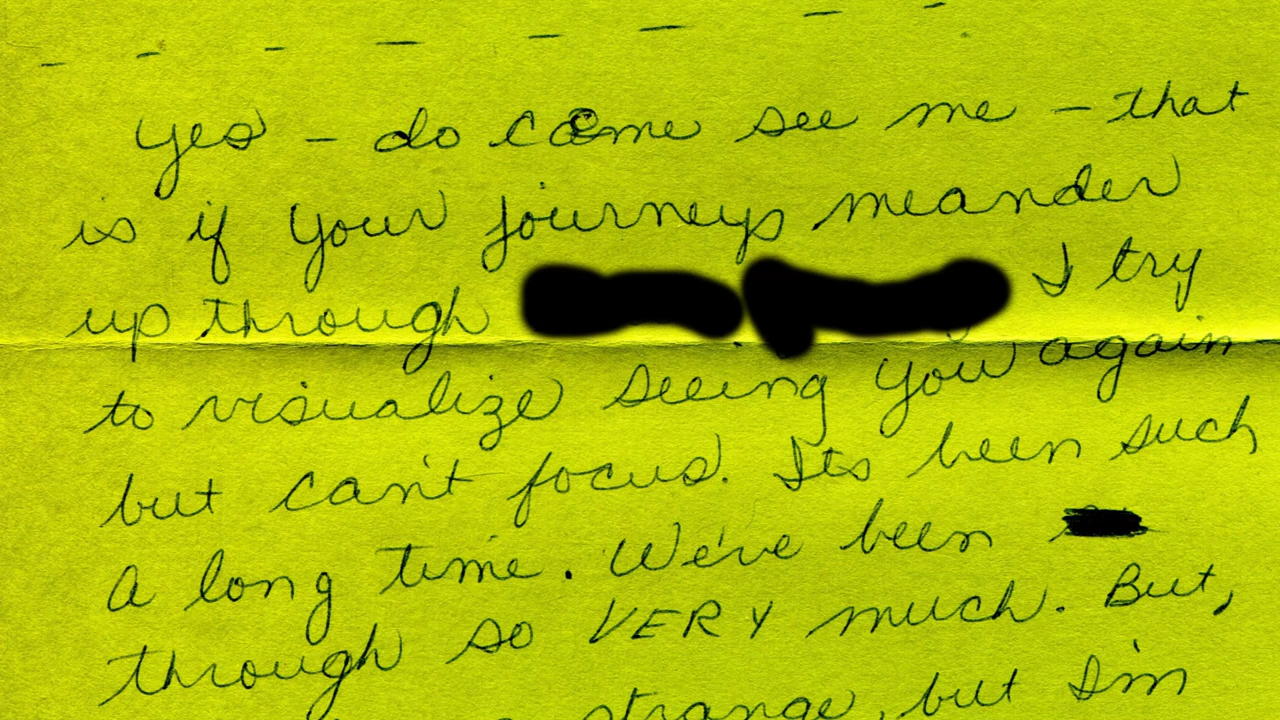 Yes – do come see me – that
is if your journeys meander
up through I try
to visualize seeing you again
but can't focus. Its been such
a long time. We've been
through so VERY much. But,
strange, but I'm